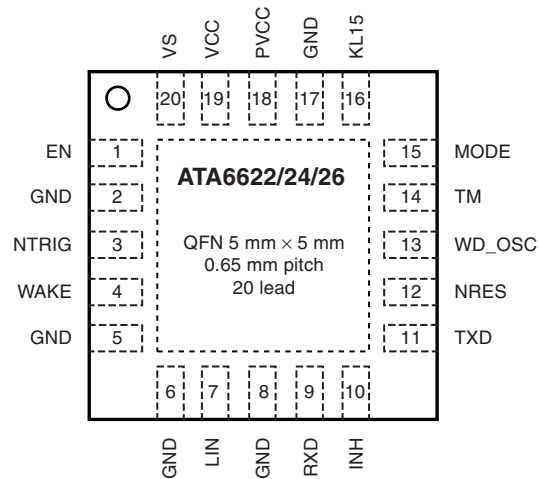 VS VCC PVCC GND KL15
20 19 18 17 16
EN 1
GND 2
NTRIG 3
WAKE 4
GND 5
ATA6622/24/26
QFN 5 mm × 5 mm
0.65 mm pitch
20 lead
15 MODE
14 TM
13 WD_OSC
12 NRES
11 TXD
6 7 8 9 10
GND LIN GND RXD INH